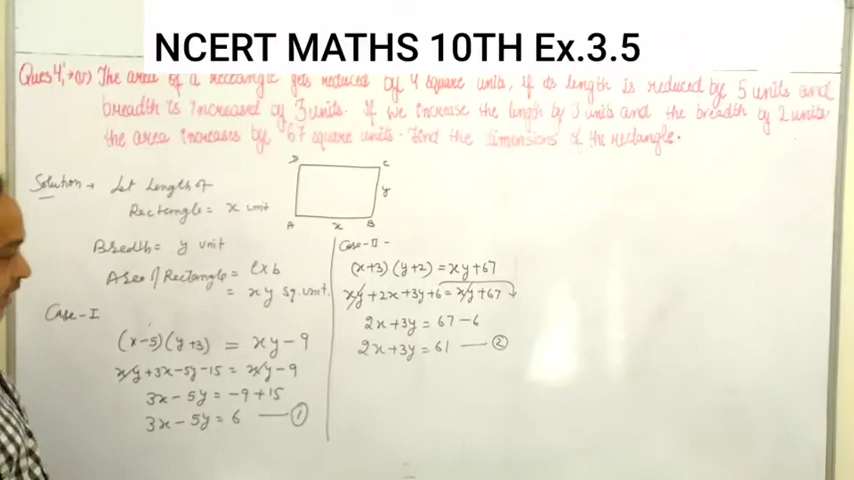 NCERT MATHS 10TH Ex.3.5
Ques 4,→(v) The area of a rectangle gets reduced by 9 square units, if its length is reduced by 5 units and
breadth is increased by 3 units. If we increase the length by 3 units and the breadth by 2 units
the area increases by 67 square units. Find the dimensions of the rectangle.
Solution → Let Length of
Rectangle = x unit
Breadth = y unit
Area of Rectangle = l×b
= xy sq. unit.
D C
y
A x B
Case-I
(x-5)(y+3) = xy-9
xy+3x-5y-15 = xy-9
3x-5y = -9+15
3x-5y = 6 —— ①
Case-II -
(x+3)(y+2) = xy+67
xy+2x+3y+6 = xy+67
2x+3y = 67-6
2x+3y = 61 —— ②